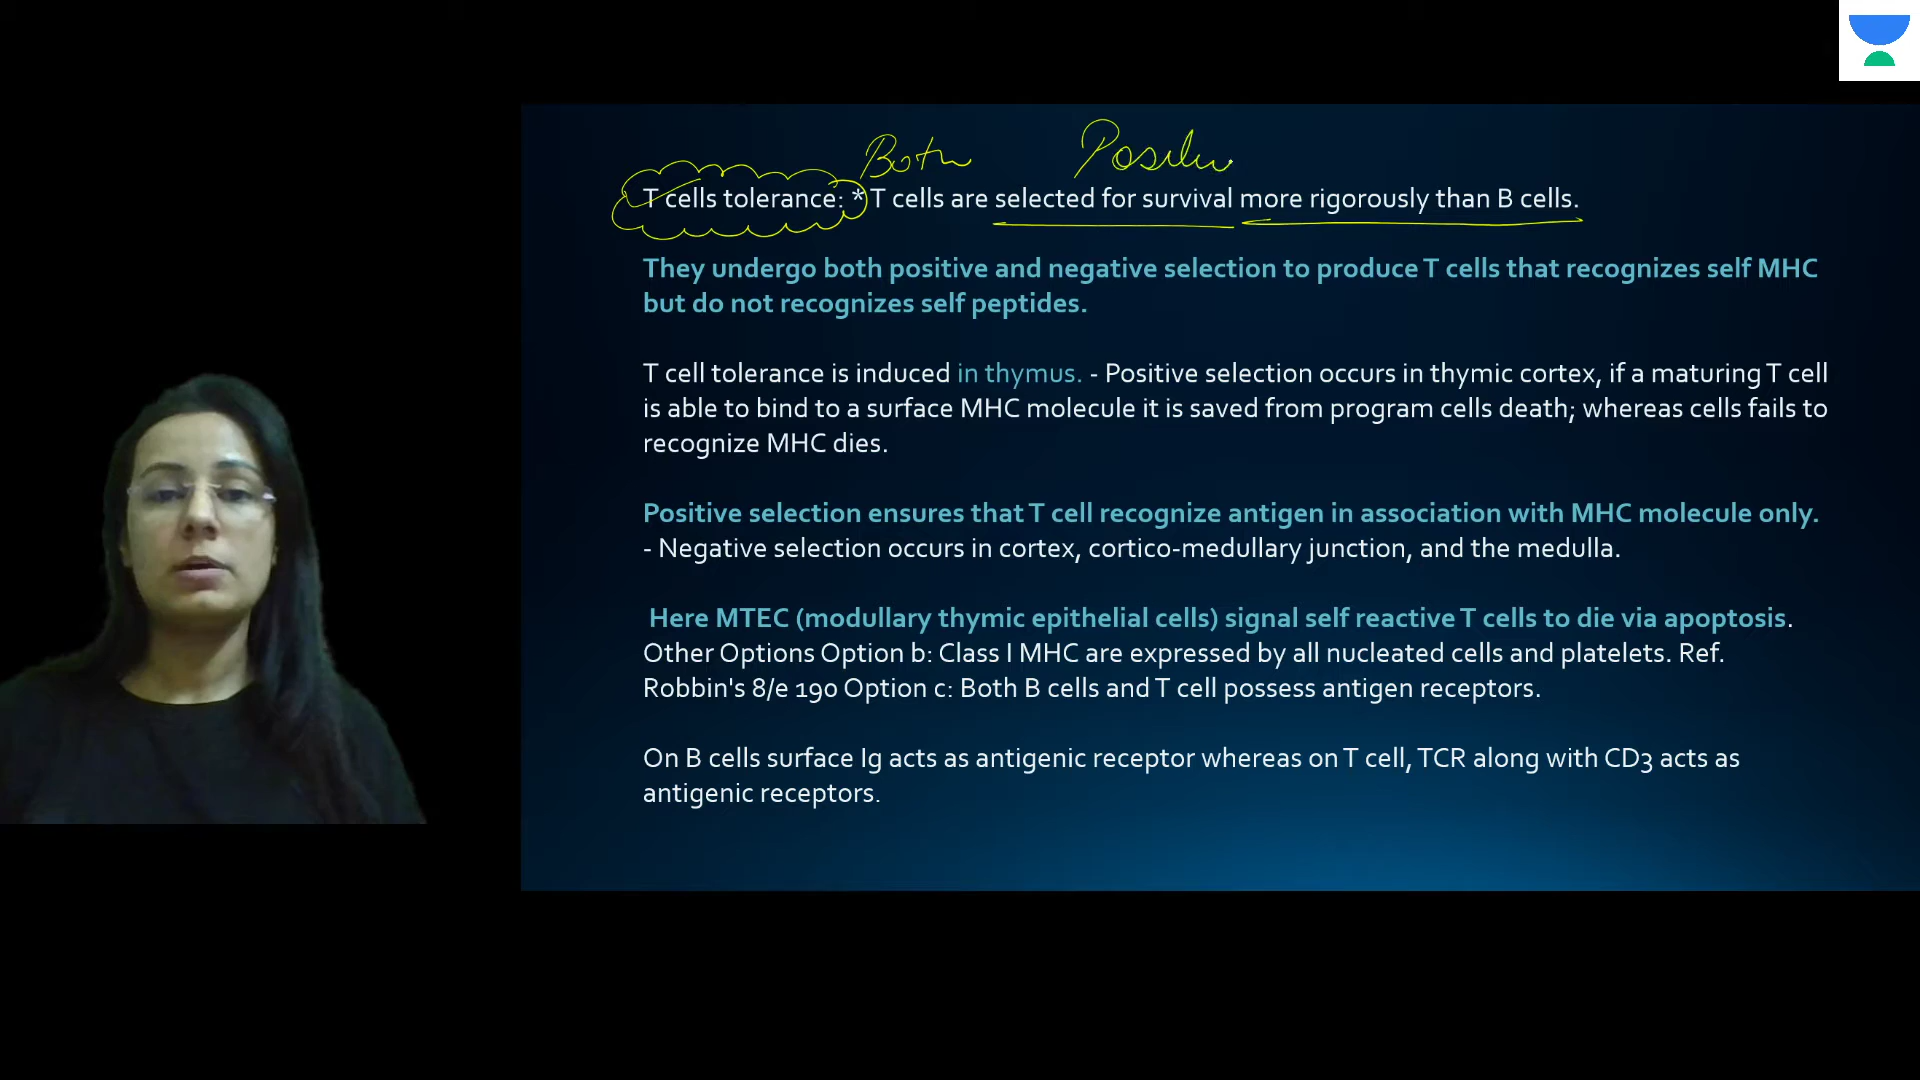 Both Positiv
T cells tolerance: * T cells are selected for survival more rigorously than B cells.
They undergo both positive and negative selection to produce T cells that recognizes self MHC
but do not recognizes self peptides.
T cell tolerance is induced in thymus. - Positive selection occurs in thymic cortex, if a maturing T cell
is able to bind to a surface MHC molecule it is saved from program cells death; whereas cells fails to
recognize MHC dies.
Positive selection ensures that T cell recognize antigen in association with MHC molecule only.
- Negative selection occurs in cortex, cortico-medullary junction, and the medulla.
Here MTEC (modullary thymic epithelial cells) signal self reactive T cells to die via apoptosis.
Other Options Option b: Class I MHC are expressed by all nucleated cells and platelets. Ref.
Robbin's 8/e 190 Option c: Both B cells and T cell possess antigen receptors.
On B cells surface Ig acts as antigenic receptor whereas on T cell, TCR along with CD3 acts as
antigenic receptors.